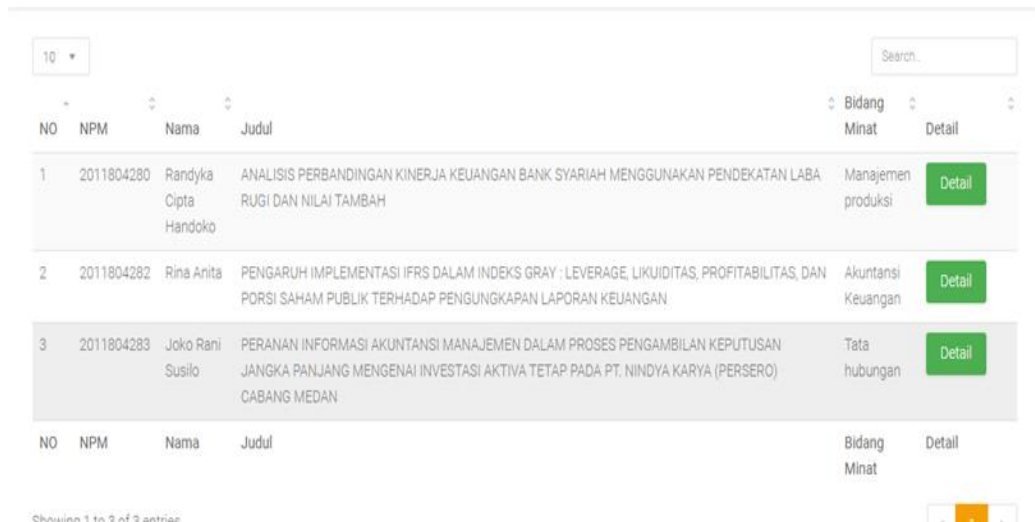 10
Search..
NO NPM Nama Judul Bidang Minat Detail
1 2011804280 Randyka Cipta Handoko ANALISIS PERBANDINGAN KINERJA KEUANGAN BANK SYARIAH MENGGUNAKAN PENDEKATAN LABA RUGI DAN NILAI TAMBAH Manajemen produksi Detail
2 2011804282 Rina Anita PENGARUH IMPLEMENTASI IFRS DALAM INDEKS GRAY : LEVERAGE, LIKUIDITAS, PROFITABILITAS, DAN PORSI SAHAM PUBLIK TERHADAP PENGUNGKAPAN LAPORAN KEUANGAN Akuntansi Keuangan Detail
3 2011804283 Joko Rani Susilo PERANAN INFORMASI AKUNTANSI MANAJEMEN DALAM PROSES PENGAMBILAN KEPUTUSAN JANGKA PANJANG MENGENAI INVESTASI AKTIVA TETAP PADA PT. NINDYA KARYA (PERSERO) CABANG MEDAN Tata hubungan Detail
NO NPM Nama Judul Bidang Minat Detail
Showing 1 to 3 of 3 entries